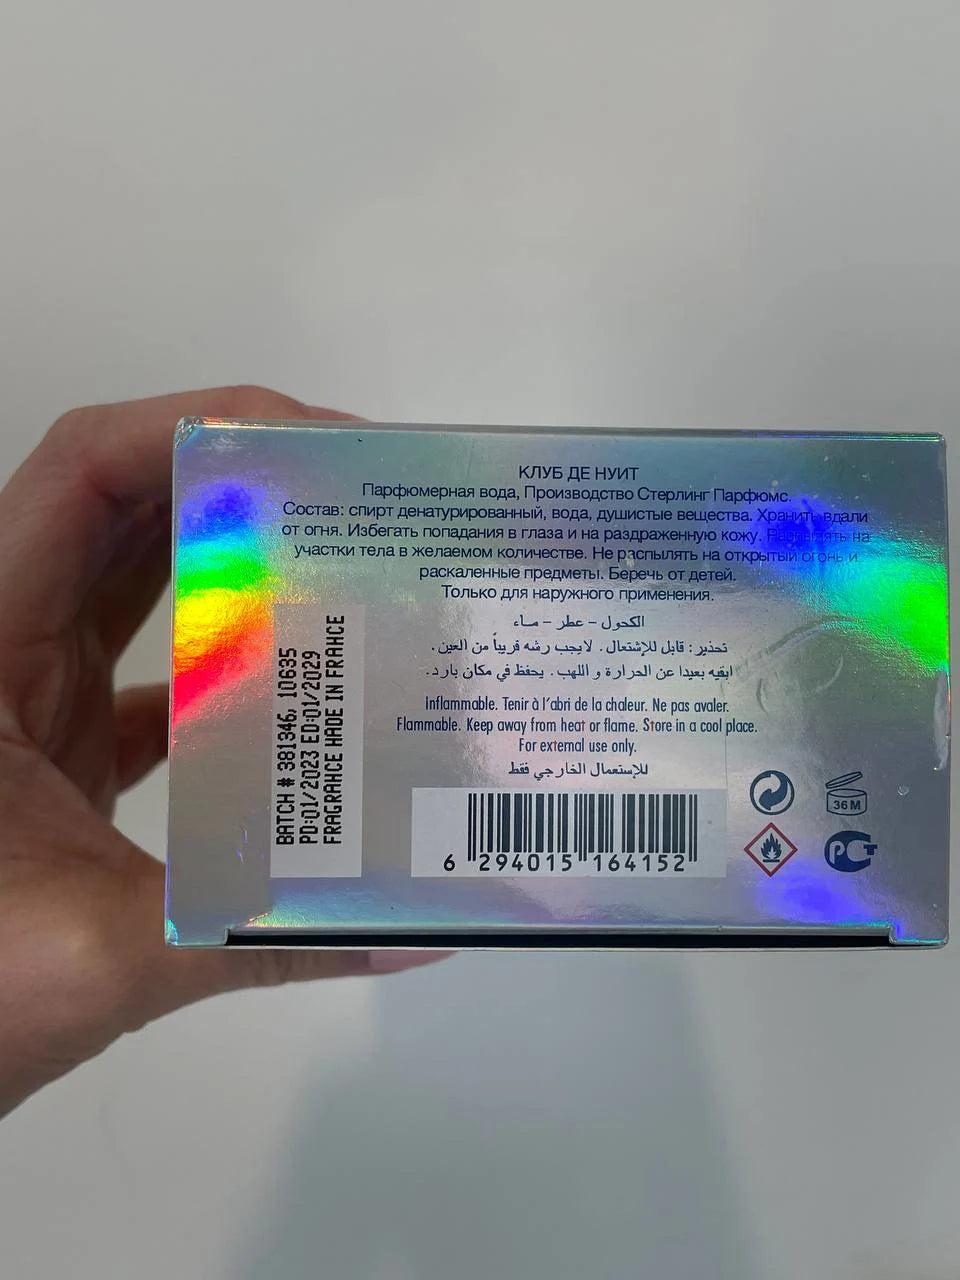 КЛУБ ДЕ НУИТ
Парфюмерная вода, Производство Стерлинг Парфюмс.
Состав: спирт денатурированный, вода, душистые вещества. Хранить вдали
от огня. Избегать попадания в глаза и на раздраженную кожу. Распылять на
участки тела в желаемом количестве. Не распылять на открытый огонь и
раскаленные предметы. Беречь от детей.
Только для наружного применения.
الكحول - عطر - مـاء
تحذير: قابل للإشتعال. لايجب رشه قريباً من العين.
ابقيه بعيدا عن الحرارة و اللهب. يحفظ في مكان بارد.
Inflammable. Tenir à l'abri de la chaleur. Ne pas avaler.
Flammable. Keep away from heat or flame. Store in a cool place.
For external use only.
للإستعمال الخارجي فقط
BATCH # 381346, 10635
PD:01/2023 ED:01/2029
FRAGRANCE MADE IN FRANCE
6 294015 164152
36M
РСТ